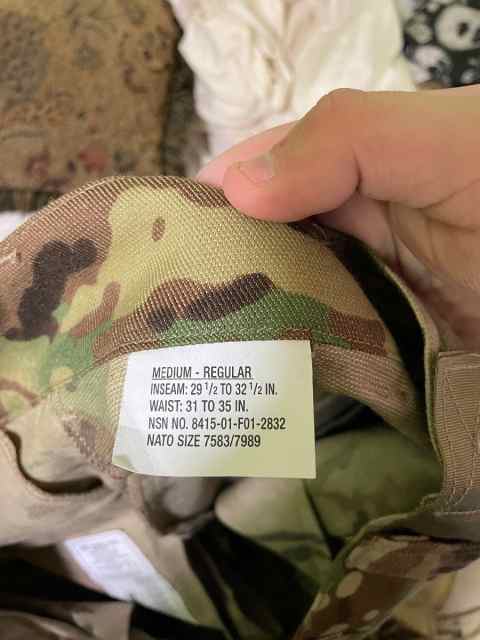 MEDIUM - REGULAR
INSEAM: 29 1/2 TO 32 1/2 IN.
WAIST: 31 TO 35 IN.
NSN NO. 8415-01-F01-2832
NATO SIZE 7583/7989